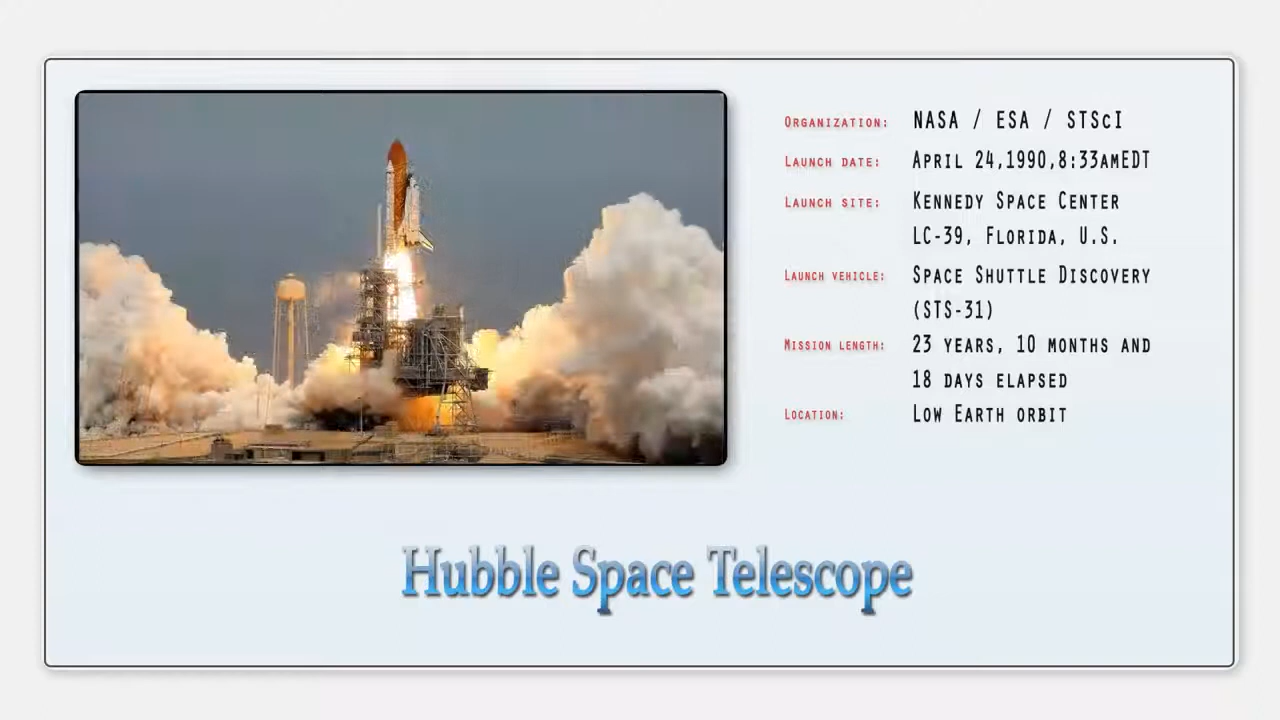 Organization: NASA / ESA / STScI
Launch date: April 24,1990,8:33amEDT
Launch site: Kennedy Space Center
LC-39, Florida, U.S.
Launch vehicle: Space Shuttle Discovery
(STS-31)
Mission length: 23 years, 10 months and
18 days elapsed
Location: Low Earth orbit
Hubble Space Telescope